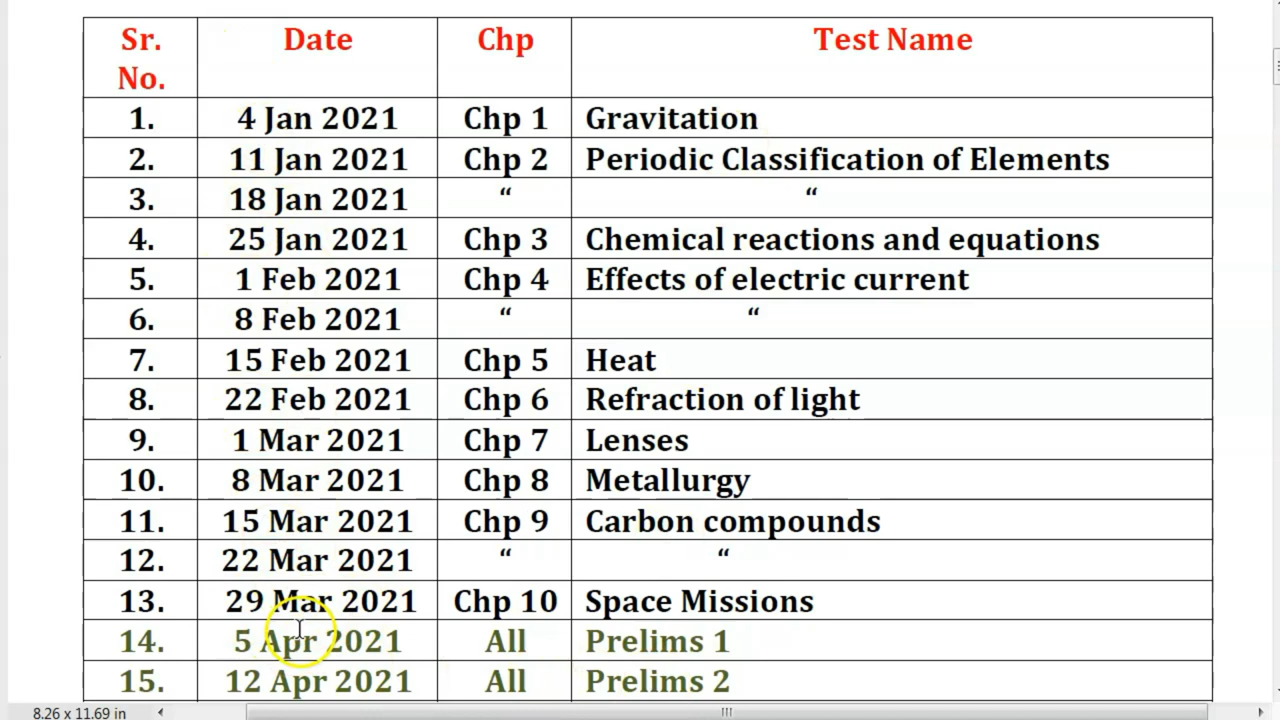 Sr. No. Date Chp Test Name
1. 4 Jan 2021 Chp 1 Gravitation
2. 11 Jan 2021 Chp 2 Periodic Classification of Elements
3. 18 Jan 2021 “ “
4. 25 Jan 2021 Chp 3 Chemical reactions and equations
5. 1 Feb 2021 Chp 4 Effects of electric current
6. 8 Feb 2021 “ “
7. 15 Feb 2021 Chp 5 Heat
8. 22 Feb 2021 Chp 6 Refraction of light
9. 1 Mar 2021 Chp 7 Lenses
10. 8 Mar 2021 Chp 8 Metallurgy
11. 15 Mar 2021 Chp 9 Carbon compounds
12. 22 Mar 2021 “ “
13. 29 Mar 2021 Chp 10 Space Missions
14. 5 Apr 2021 All Prelims 1
15. 12 Apr 2021 All Prelims 2
8.26 x 11.69 in